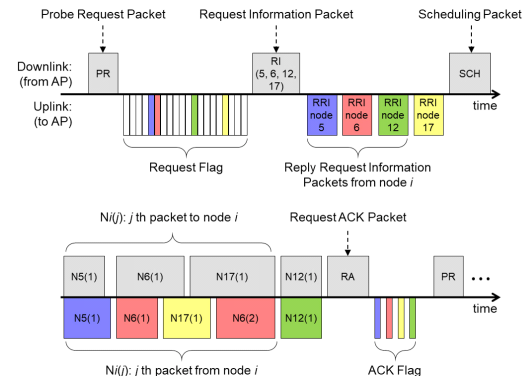 Probe Request Packet
Request Information Packet
Scheduling Packet
Downlink:
(from AP)
PR
RI
(5, 6, 12,
17)
SCH
Uplink:
(to AP)
time
RRI
node
5
RRI
node
6
RRI
node
12
RRI
node
17
Request Flag
Reply Request Information
Packets from node i
Ni(j): j th packet to node i
Request ACK Packet
N5(1)
N6(1)
N17(1)
N12(1)
RA
PR
...
time
N5(1)
N6(1)
N17(1)
N6(2)
N12(1)
Ni(j): j th packet from node i
ACK Flag